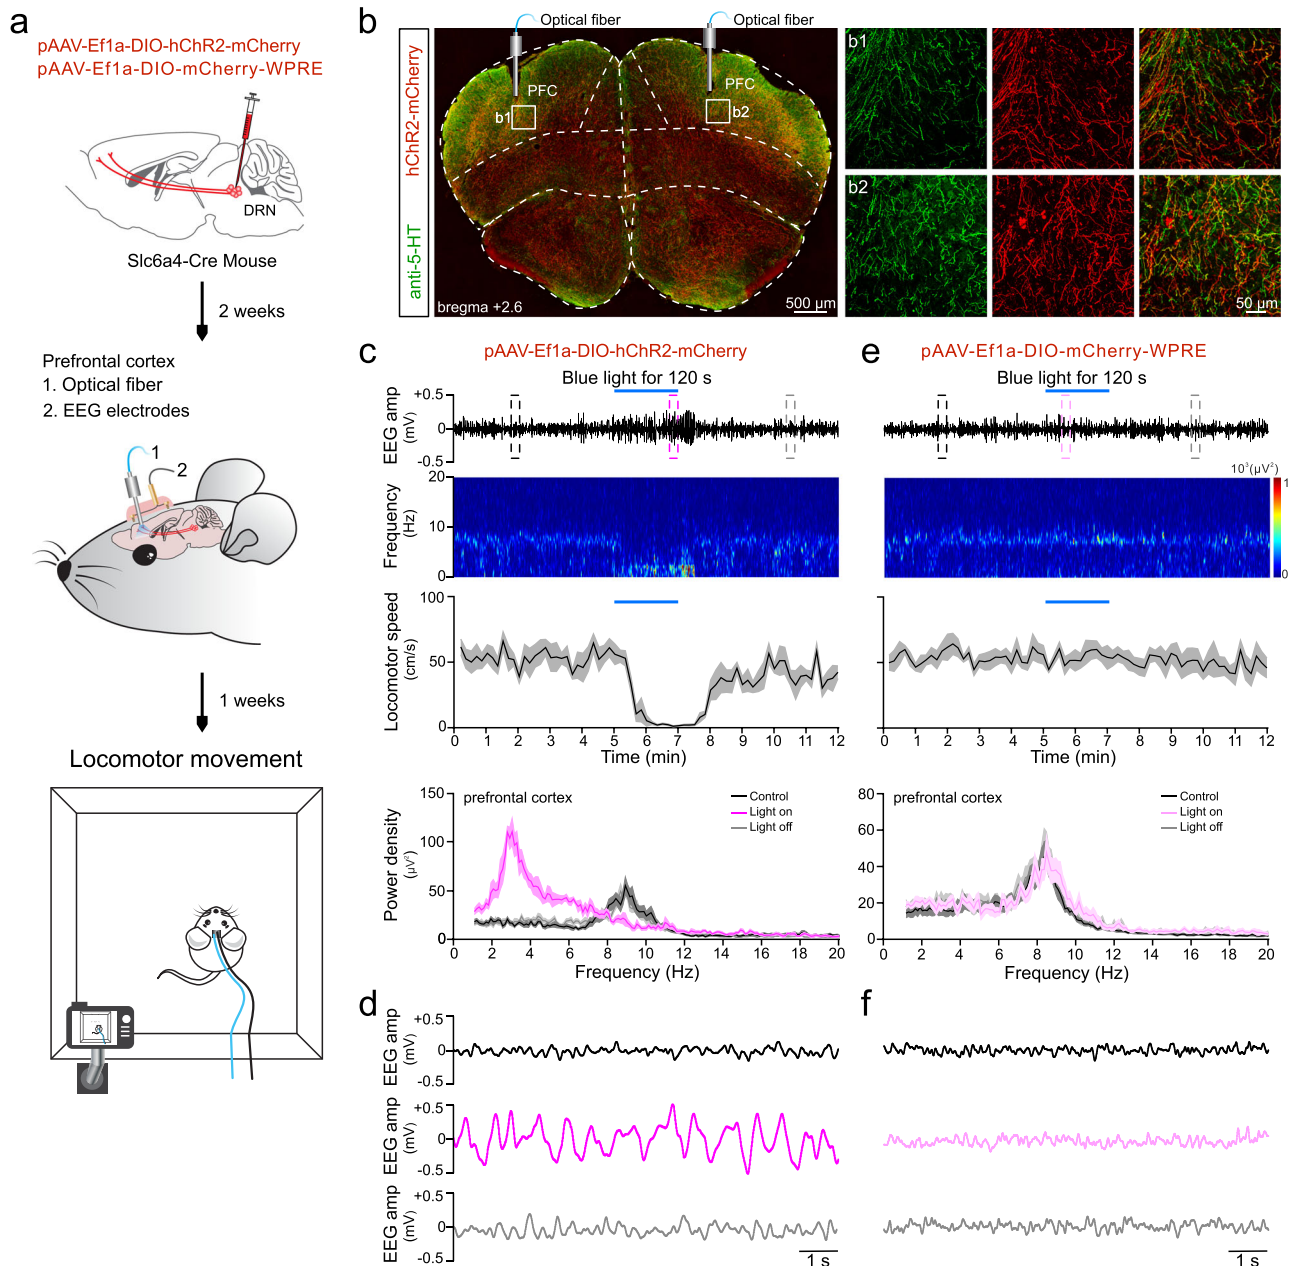 a
pAAV-Ef1a-DIO-hChR2-mCherry
pAAV-Ef1a-DIO-mCherry-WPRE
DRN
Slc6a4-Cre Mouse
2 weeks
Prefrontal cortex
1. Optical fiber
2. EEG electrodes
1
2
1 weeks
Locomotor movement
b
Optical fiber
Optical fiber
anti-5-HT hChR2-mCherry
PFC
PFC
b1
b2
bregma +2.6
500 µm
b1
b2
50 µm
c
pAAV-Ef1a-DIO-hChR2-mCherry
Blue light for 120 s
EEG amp
(mV)
+0.5
0
-0.5
Frequency
(Hz)
20
10
0
Locomotor speed
(cm/s)
100
50
0
0 1 2 3 4 5 6 7 8 9 10 11 12
Time (min)
Power density
(µV²)
150
100
50
0
prefrontal cortex
Control
Light on
Light off
2 4 6 8 10 12 14 16 18 20
Frequency (Hz)
e
pAAV-Ef1a-DIO-mCherry-WPRE
Blue light for 120 s
10³(µV²)
1
0
0 1 2 3 4 5 6 7 8 9 10 11 12
Time (min)
80
60
40
20
0
prefrontal cortex
Control
Light on
Light off
2 4 6 8 10 12 14 16 18 20
Frequency (Hz)
d
EEG amp
(mV)
+0.5
0
-0.5
EEG amp
(mV)
+0.5
0
-0.5
EEG amp
(mV)
+0.5
0
-0.5
1 s
f
1 s